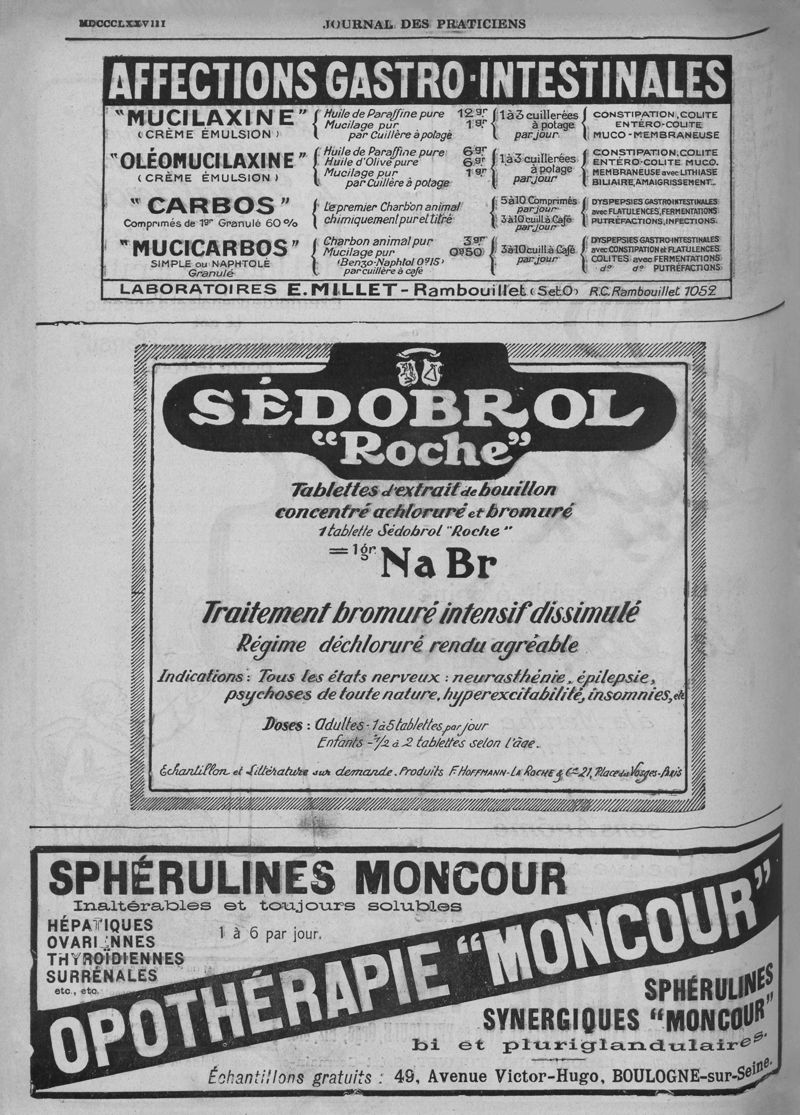 MDCCCLXXVIII
JOURNAL DES PRATICIENS
AFFECTIONS GASTRO-INTESTINALES
"MUCILAXINE"
(CRÈME ÉMULSION)
Huile de Paraffine pure 12gr
Mucilage pur 1gr
par Cuillère à potage
1 à 3 cuillerées
à potage
par jour
CONSTIPATION, COLITE
ENTÉRO-COLITE
MUCO-MEMBRANEUSE
"OLÉOMUCILAXINE"
(CRÈME ÉMULSION)
Huile de Paraffine pure 6gr
Huile d'Olive pure 6gr
Mucilage pur 1gr
par Cuillère à potage
1 à 3 cuillerées
à potage
par jour
CONSTIPATION, COLITE
ENTÉRO-COLITE MUCO.
MEMBRANEUSE avec LITHIASE
BILIAIRE, AMAIGRISSEMENT..
"CARBOS"
Comprimés de 1gr Granulé 60%
Le premier Charbon animal
chimiquement pur et titré
5 à 10 Comprimés
par jour
3 à 10 cuill. à Café
par jour
DYSPEPSIES GASTRO INTESTINALES
avec FLATULENCES, FERMENTATIONS
PUTRÉFACTIONS, INFECTIONS.
"MUCICARBOS"
SIMPLE OU NAPHTOLÉ
Granulé
Charbon animal pur 3gr
Mucilage pur 0g50
(Benzo-Naphtol 0g15)
par cuillère à café
3 à 10 cuill. à Café
par jour
DYSPEPSIES GASTRO INTESTINALES
avec CONSTIPATION et FLATULENCES
COLITES avec FERMENTATIONS
do do PUTRÉFACTIONS
LABORATOIRES E. MILLET - Rambouillet (S et O) R.C. Rambouillet 1052
SÉDOBROL
"Roche"
Tablettes d'extrait de bouillon
concentré achloruré et bromuré
1 tablette Sédobrol "Roche"
= 1gr. Na Br
Traitement bromuré intensif dissimulé
Régime déchloruré rendu agréable
Indications: Tous les états nerveux: neurasthénie, épilepsie,
psychoses de toute nature, hyperexcitabilité, insomnies, etc
Doses: Adultes - 1 à 5 tablettes par jour
Enfants - 1/2 à 2 tablettes selon l'âge.
Echantillon et Littérature sur demande. Produits F. HOFFMANN-LA ROCHE & Cie 21, Place des Vosges-Paris
SPHÉRULINES MONCOUR
Inaltérables et toujours solubles
HÉPATIQUES
OVARIENNES
THYROÏDIENNES
SURRÉNALES
etc., etc.
1 à 6 par jour.
OPOTHÉRAPIE "MONCOUR"
SPHÉRULINES
SYNERGIQUES "MONCOUR"
bi et pluriglandulaires.
Échantillons gratuits : 49, Avenue Victor-Hugo, BOULOGNE-sur-Seine.